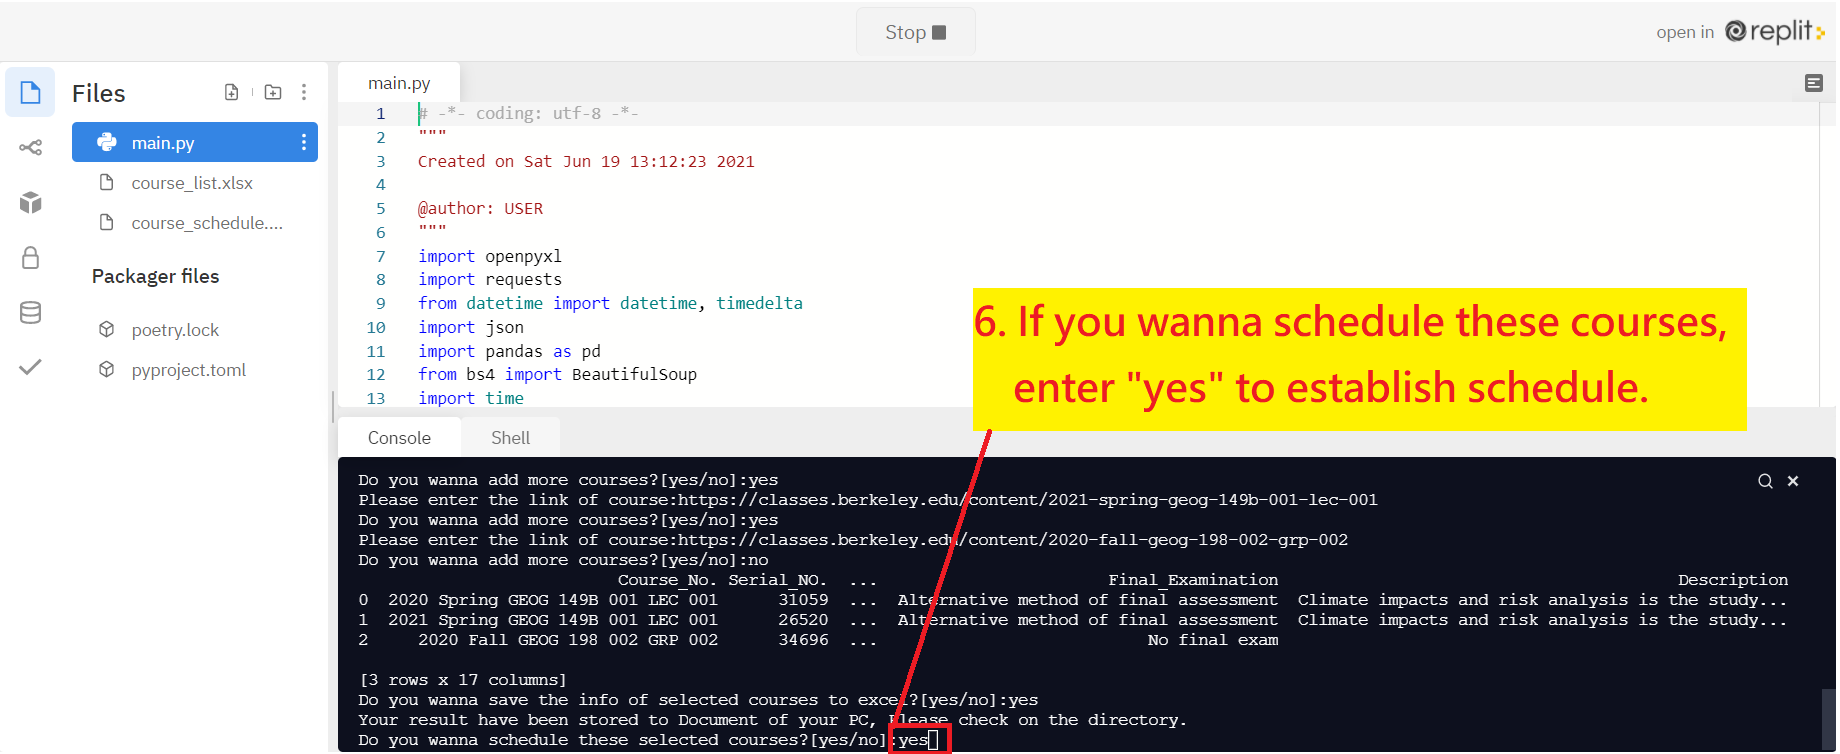 Stop
open in replit
Files
main.py
course_list.xlsx
course_schedule....
Packager files
poetry.lock
pyproject.toml
main.py
1 # -*- coding: utf-8 -*-
2 """
3 Created on Sat Jun 19 13:12:23 2021
4
5 @author: USER
6 """
7 import openpyxl
8 import requests
9 from datetime import datetime, timedelta
10 import json
11 import pandas as pd
12 from bs4 import BeautifulSoup
13 import time
6. If you wanna schedule these courses,
enter "yes" to establish schedule.
Console Shell
Do you wanna add more courses?[yes/no]:yes
Please enter the link of course:https://classes.berkeley.edu/content/2021-spring-geog-149b-001-lec-001
Do you wanna add more courses?[yes/no]:yes
Please enter the link of course:https://classes.berkeley.edu/content/2020-fall-geog-198-002-grp-002
Do you wanna add more courses?[yes/no]:no
Course_No. Serial_NO. ... Final_Examination Description
0 2020 Spring GEOG 149B 001 LEC 001 31059 ... Alternative method of final assessment Climate impacts and risk analysis is the study...
1 2021 Spring GEOG 149B 001 LEC 001 26520 ... Alternative method of final assessment Climate impacts and risk analysis is the study...
2 2020 Fall GEOG 198 002 GRP 002 34696 ... No final exam
[3 rows x 17 columns]
Do you wanna save the info of selected courses to excel?[yes/no]:yes
Your result have been stored to Document of your PC, Please check on the directory.
Do you wanna schedule these selected courses?[yes/no]:yes